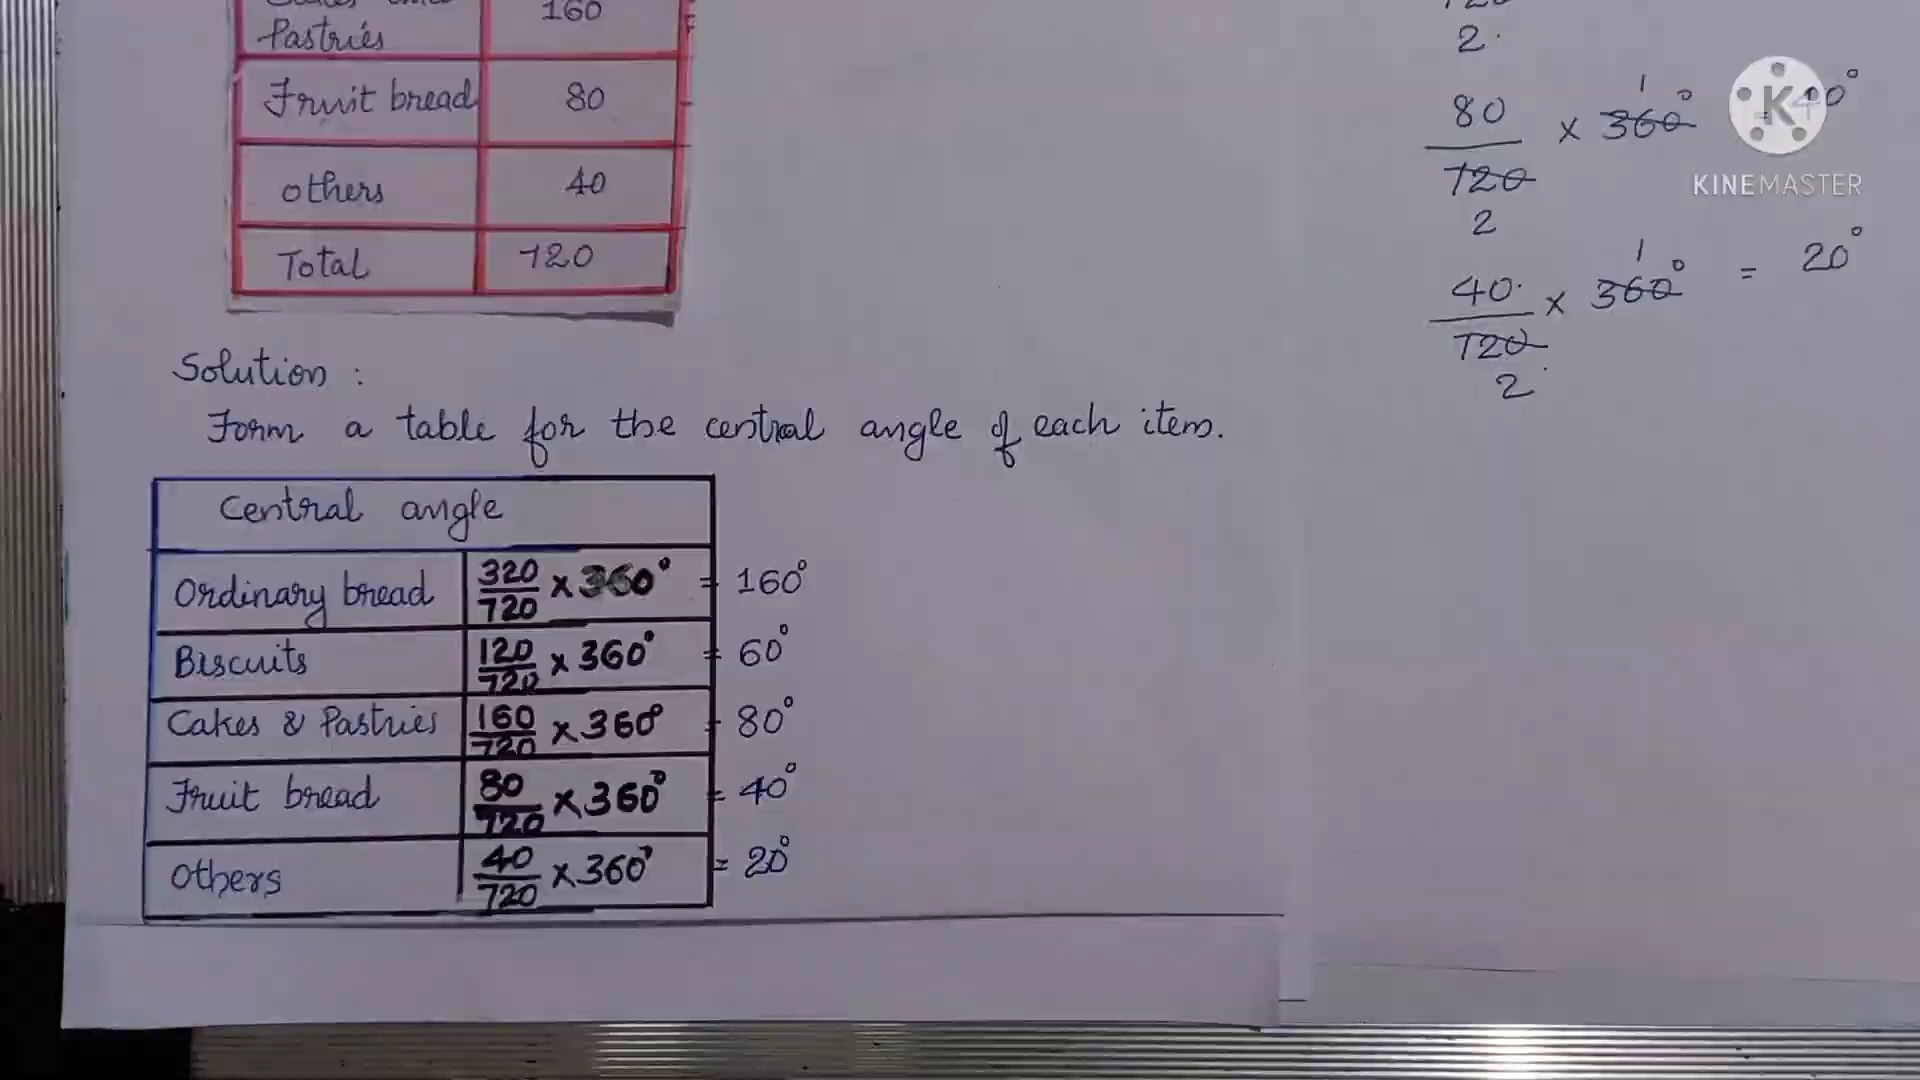 160
Pastries
Fruit bread 80
others 40
Total 720
Solution :
Form a table for the central angle of each item.
Central angle
Ordinary bread 320/720 × 360° = 160°
Biscuits 120/720 × 360° = 60°
Cakes & Pastries 160/720 × 360° = 80°
Fruit bread 80/720 × 360° = 40°
others 40/720 × 360° = 20°
2
1
80/720 × 360° = 40°
2
1
40/720 × 360° = 20°
2
K
KINEMASTER